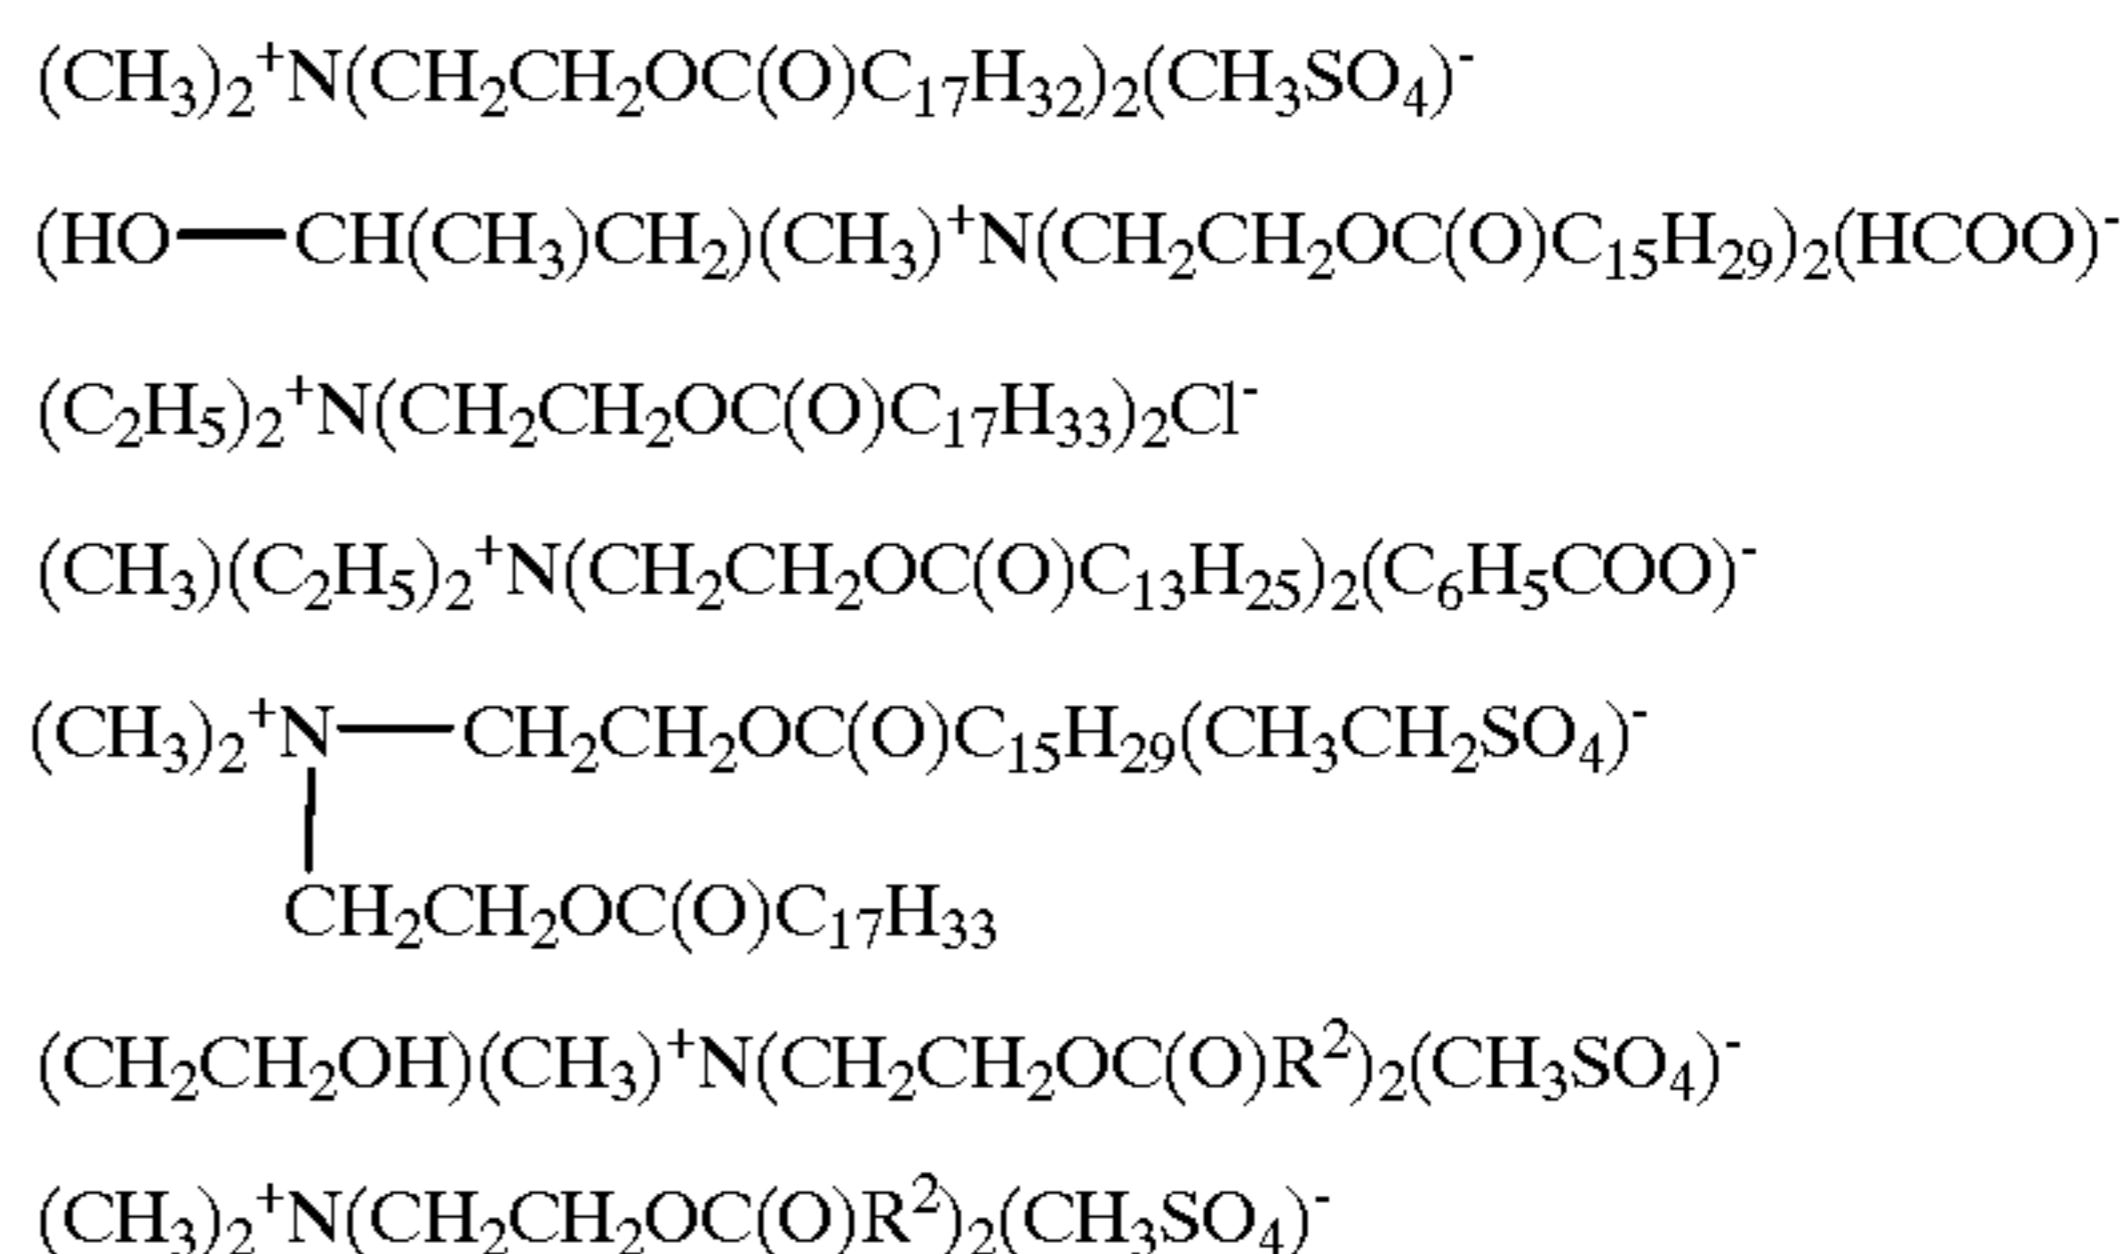 (CH₃)₂⁺N(CH₂CH₂OC(O)C₁₇H₃₂)₂(CH₃SO₄)⁻
(HO—CH(CH₃)CH₂)(CH₃)⁺N(CH₂CH₂OC(O)C₁₅H₂₉)₂(HCOO)⁻
(C₂H₅)₂⁺N(CH₂CH₂OC(O)C₁₇H₃₃)₂Cl⁻
(CH₃)(C₂H₅)₂⁺N(CH₂CH₂OC(O)C₁₃H₂₅)₂(C₆H₅COO)⁻
(CH₃)₂⁺N—CH₂CH₂OC(O)C₁₅H₂₉(CH₃CH₂SO₄)⁻
CH₂CH₂OC(O)C₁₇H₃₃
(CH₂CH₂OH)(CH₃)⁺N(CH₂CH₂OC(O)R²)₂(CH₃SO₄)⁻
(CH₃)₂⁺N(CH₂CH₂OC(O)R²)₂(CH₃SO₄)⁻